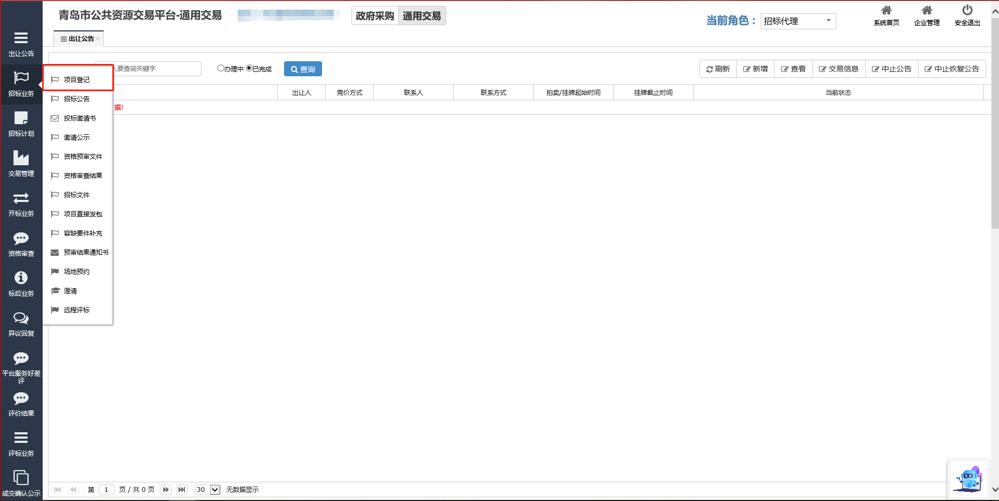 青岛市公共资源交易平台-通用交易
政府采购 通用交易
当前角色： 招标代理
系统首页 企业管理 安全退出
出让公告
出让公告
招标业务
招标计划
交易管理
开标业务
资格审查
标后业务
异议回复
平台服务好差
评
评价结果
评标业务
成交确认公示
项目登记
招标公告
投标邀请书
邀请公示
资格预审文件
资格审查结果
招标文件
项目直接发包
容缺要件补充
预审结果通知书
场地预约
澄清
远程评标
要查询关键字 办理中 已完成 查询
刷新 新增 查看 交易信息 中止公告 中止恢复公告
出让人 竞价方式 联系人 联系方式 拍卖/挂牌起始时间 挂牌截止时间 当前状态
据!
第 1 页 / 共 0 页 30 无数据显示